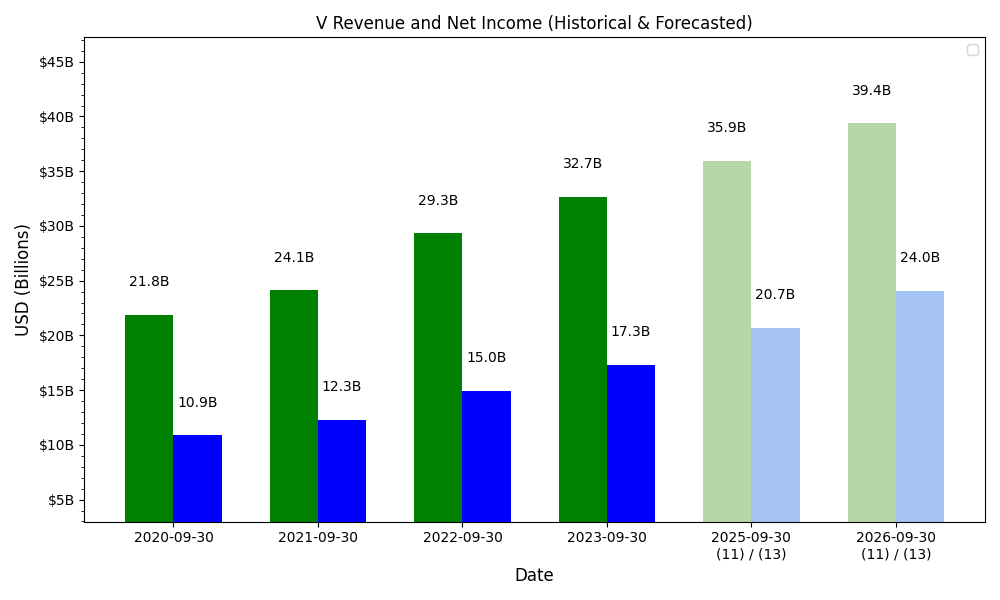 V Revenue and Net Income (Historical & Forecasted)
$45B
$40B
$35B
$30B
$25B
$20B
$15B
$10B
$5B
USD (Billions)
21.8B
10.9B
24.1B
12.3B
29.3B
15.0B
32.7B
17.3B
35.9B
20.7B
39.4B
24.0B
2020-09-30
2021-09-30
2022-09-30
2023-09-30
2025-09-30
(11) / (13)
2026-09-30
(11) / (13)
Date